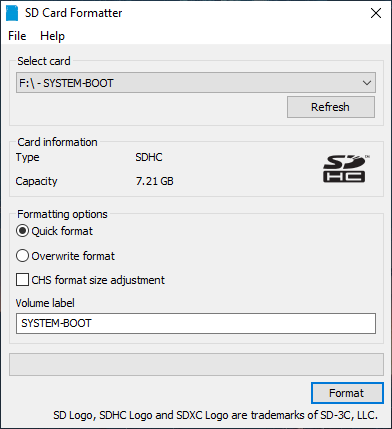 SD Card Formatter
File Help
Select card
F:\ - SYSTEM-BOOT
Refresh
Card information
Type SDHC
Capacity 7.21 GB
SD HC
TM
Formatting options
Quick format
Overwrite format
CHS format size adjustment
Volume label
SYSTEM-BOOT
Format
SD Logo, SDHC Logo and SDXC Logo are trademarks of SD-3C, LLC.